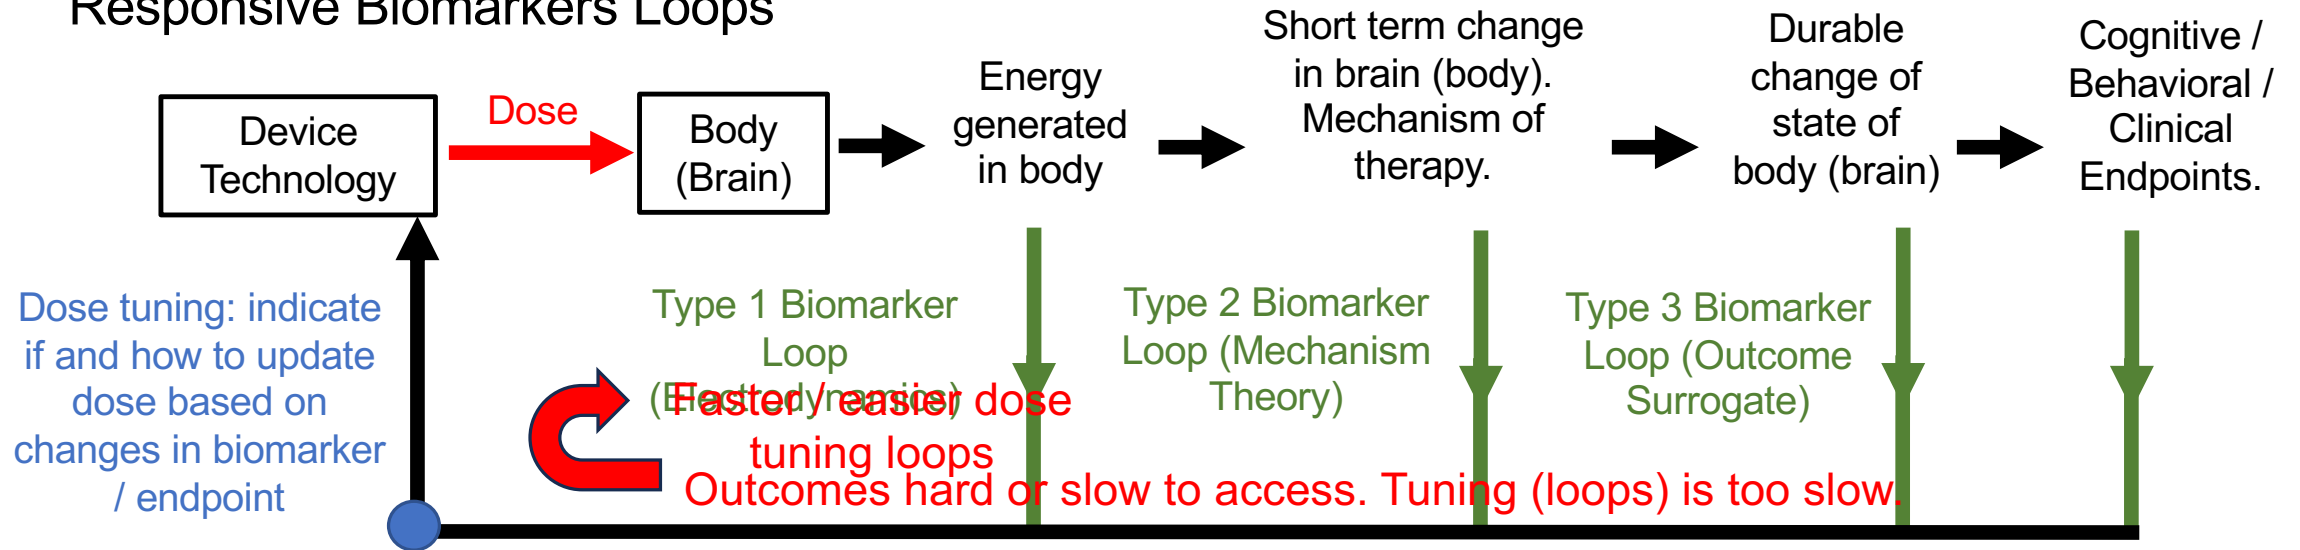 Responsive Biomarkers Loops
Device
Technology
Dose
Body
(Brain)
Energy
generated
in body
Short term change
in brain (body).
Mechanism of
therapy.
Durable
change of
state of
body (brain)
Cognitive /
Behavioral /
Clinical
Endpoints.
Dose tuning: indicate
if and how to update
dose based on
changes in biomarker
/ endpoint
Type 1 Biomarker
Loop
(Electrodynamics)
Faster / easier dose
tuning loops
Type 2 Biomarker
Loop (Mechanism
Theory)
Type 3 Biomarker
Loop (Outcome
Surrogate)
Outcomes hard or slow to access. Tuning (loops) is too slow.